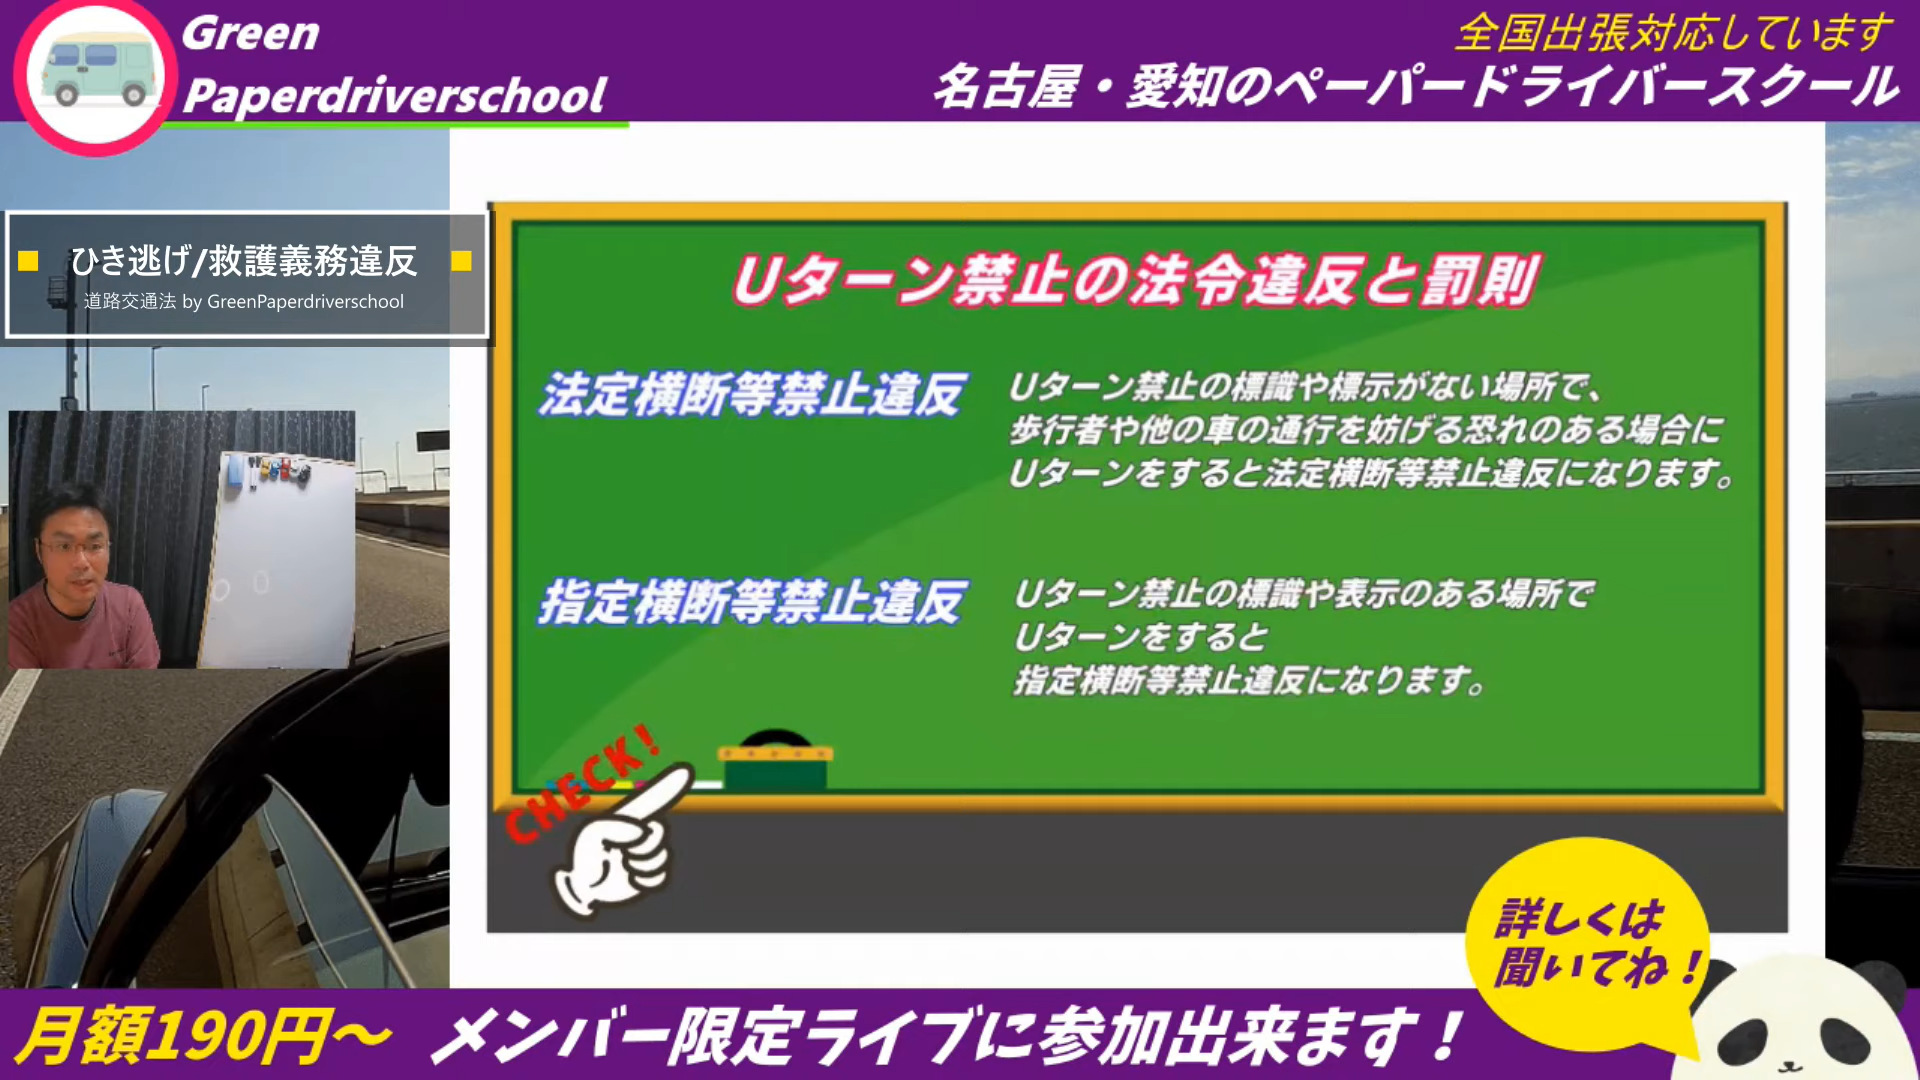 Green
Paperdriverschool
全国出張対応しています
名古屋・愛知のペーパードライバースクール
ひき逃げ/救護義務違反
道路交通法 by GreenPaperdriverschool
Uターン禁止の法令違反と罰則
法定横断等禁止違反
Uターン禁止の標識や標示がない場所で、
歩行者や他の車の通行を妨げる恐れのある場合に
Uターンをすると法定横断等禁止違反になります。
指定横断等禁止違反
Uターン禁止の標識や表示のある場所で
Uターンをすると
指定横断等禁止違反になります。
CHECK!
詳しくは
聞いてね！
月額190円～ メンバー限定ライブに参加出来ます！